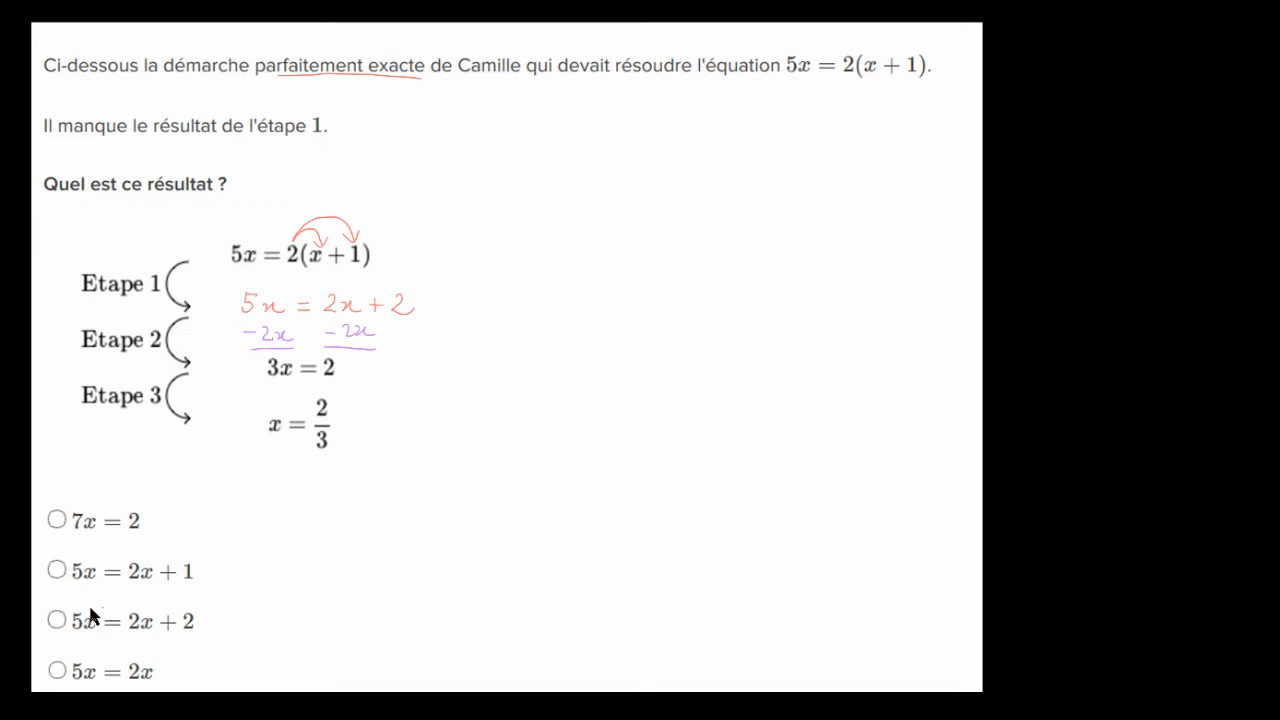 Ci-dessous la démarche parfaitement exacte de Camille qui devait résoudre l'équation 5x = 2(x + 1).
Il manque le résultat de l'étape 1.
Quel est ce résultat ?
5x = 2(x + 1)
Etape 1
5x = 2x + 2
Etape 2
-2x -2x
3x = 2
Etape 3
x = 2/3
7x = 2
5x = 2x + 1
5x = 2x + 2
5x = 2x